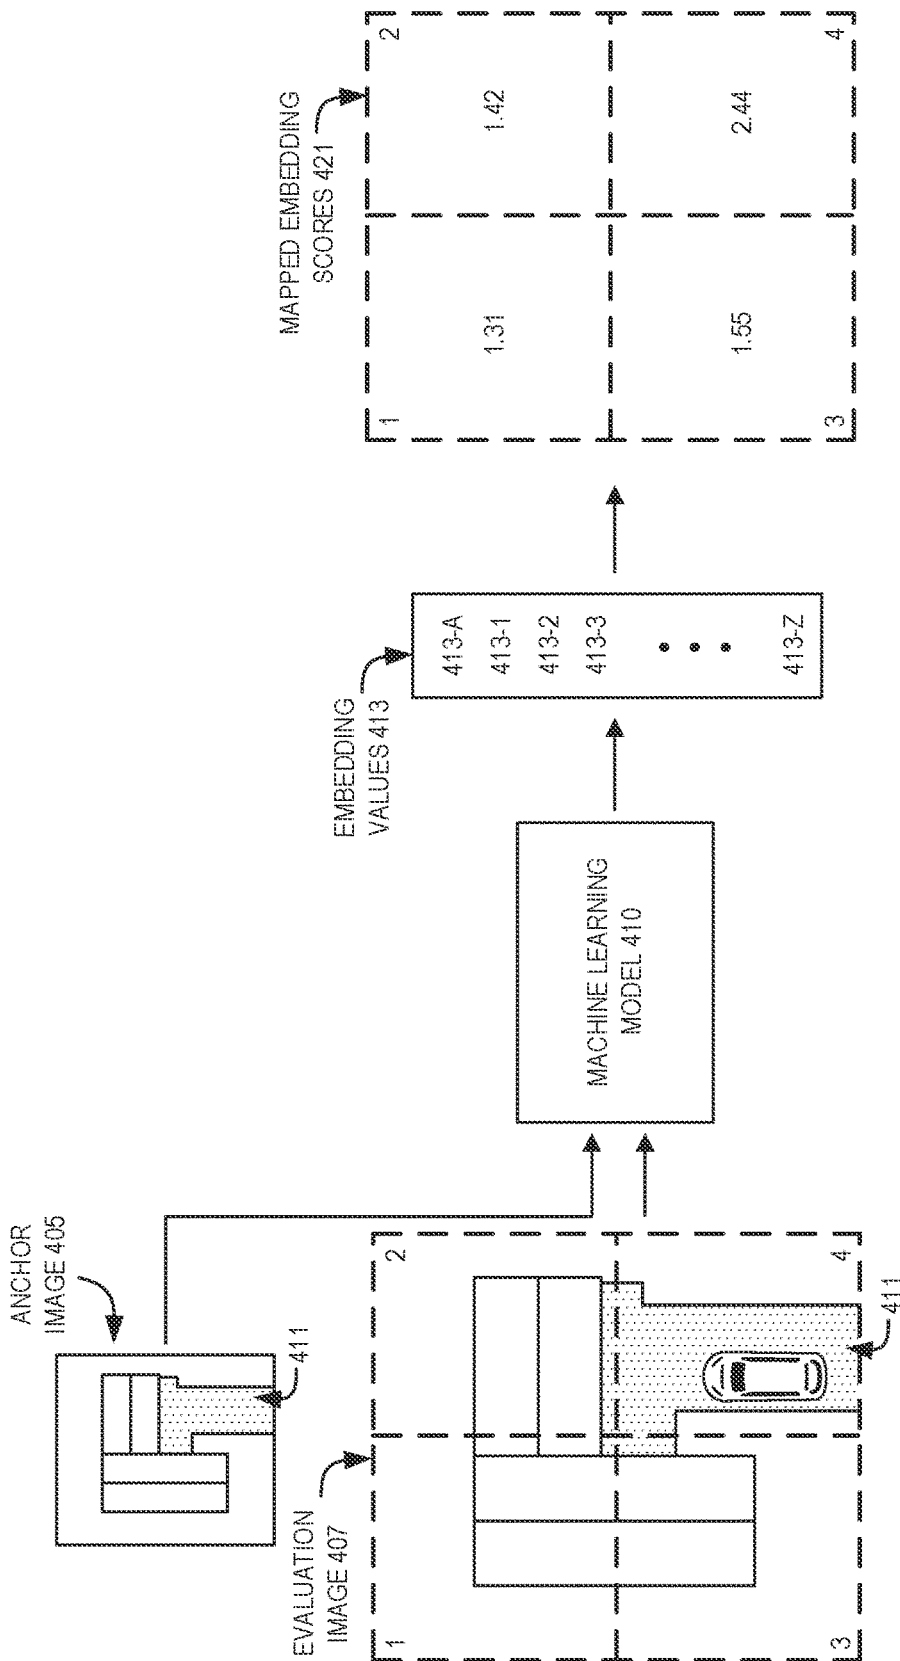 ANCHOR
IMAGE 405
411
EVALUATION
IMAGE 407
1
2
3
4
411
MACHINE LEARNING
MODEL 410
EMBEDDING
VALUES 413
413-A
413-1
413-2
413-3
413-Z
MAPPED EMBEDDING
SCORES 421
1
2
1.31
1.42
1.55
2.44
3
4